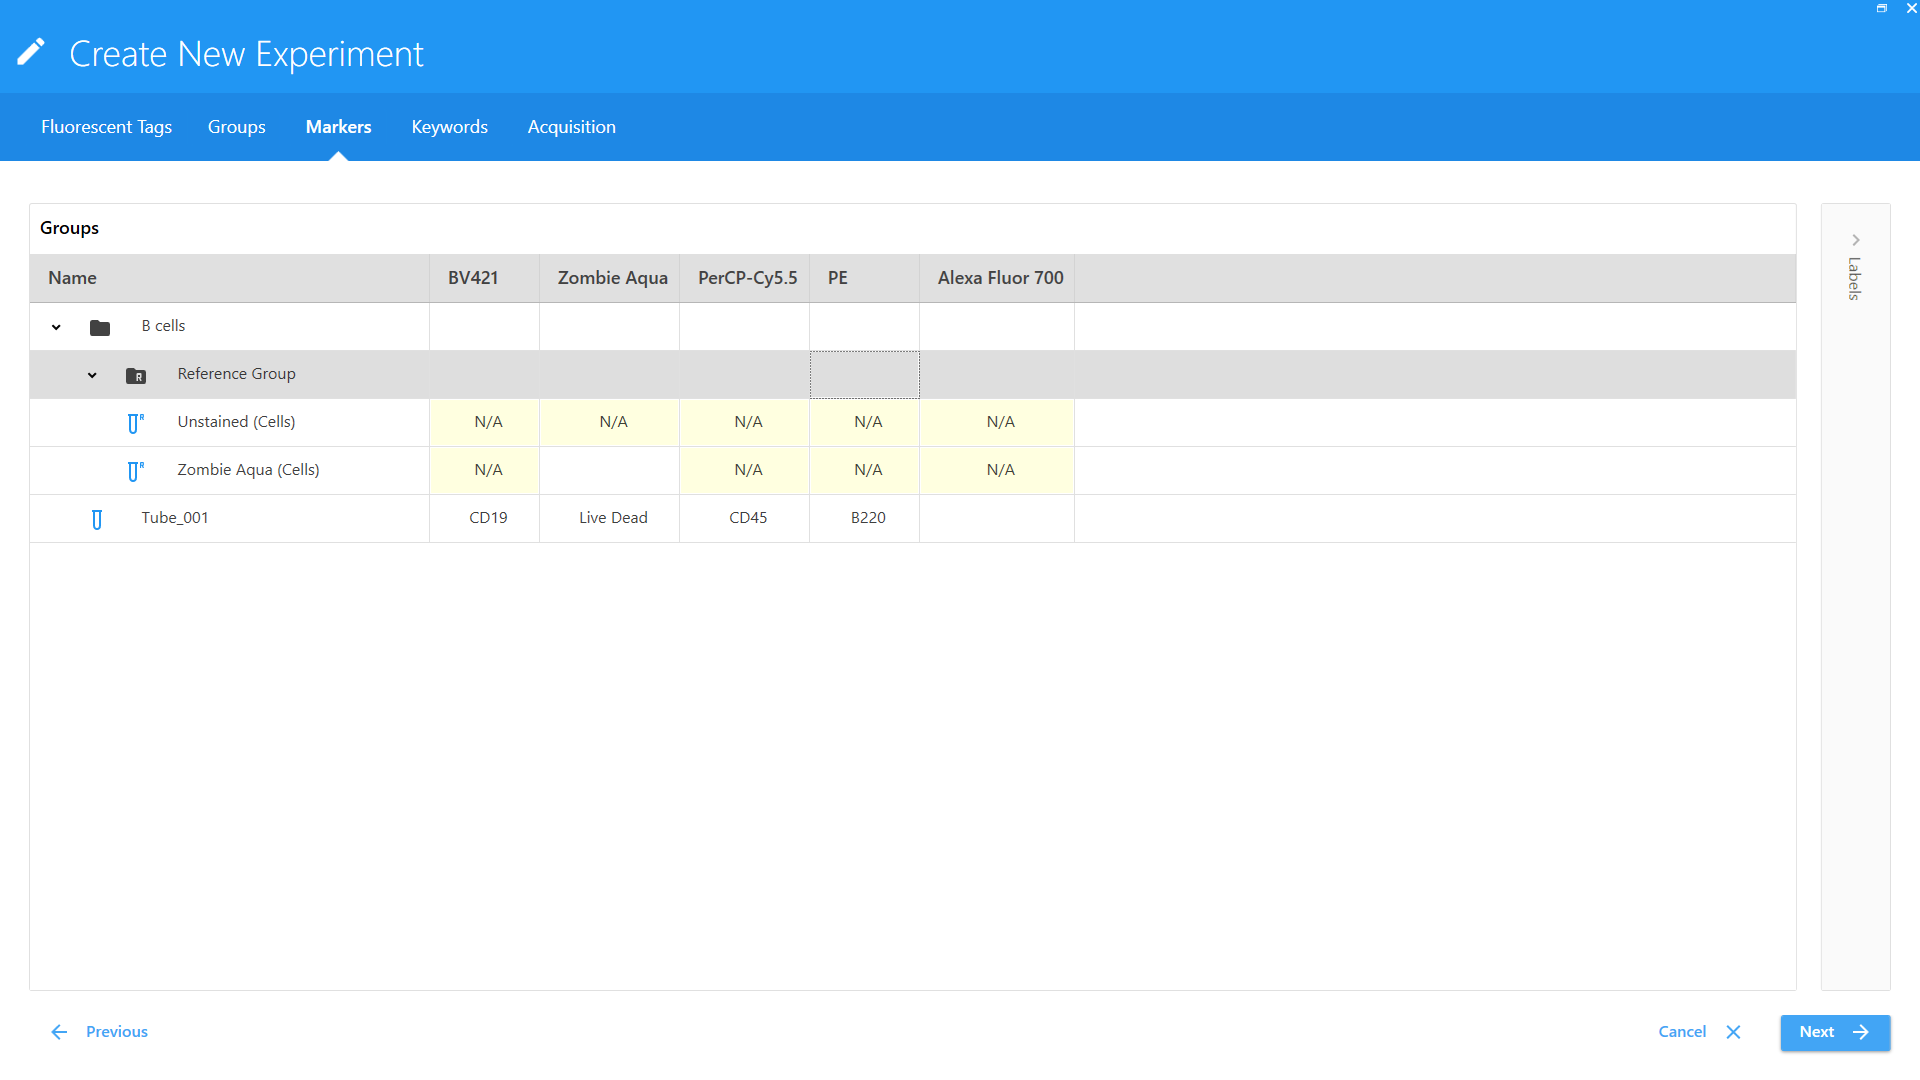 Create New Experiment
Fluorescent Tags Groups Markers Keywords Acquisition
Groups
Name BV421 Zombie Aqua PerCP-Cy5.5 PE Alexa Fluor 700
B cells
R Reference Group
R Unstained (Cells) N/A N/A N/A N/A N/A
R Zombie Aqua (Cells) N/A N/A N/A N/A
Tube_001 CD19 Live Dead CD45 B220
Labels
Previous
Cancel
Next